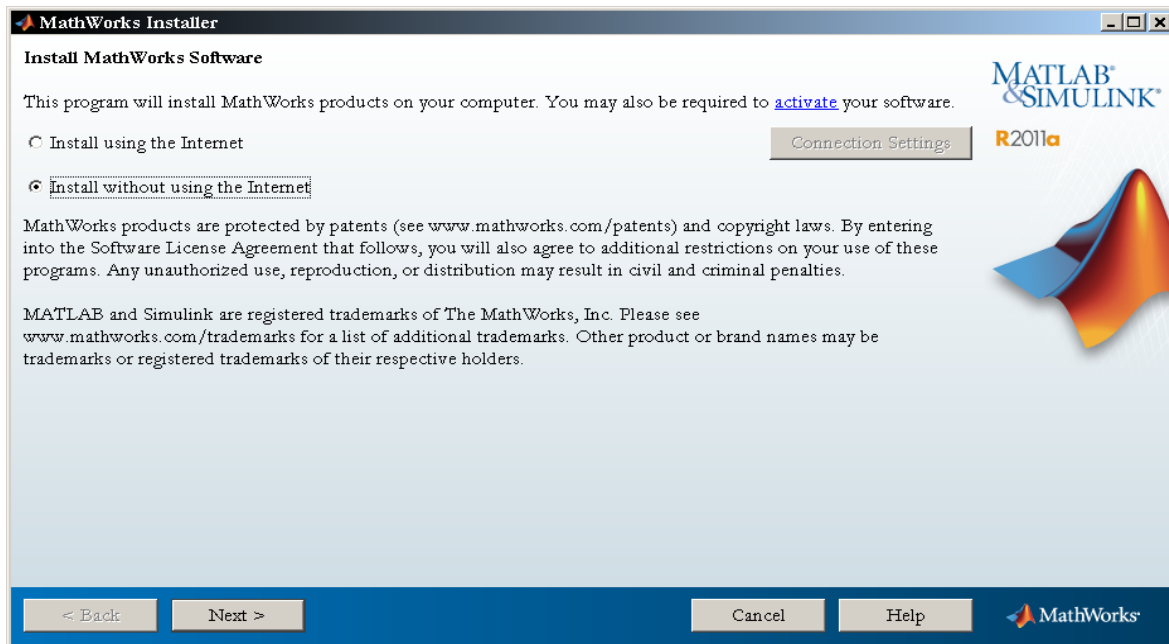 MathWorks Installer
Install MathWorks Software
MATLAB®
&SIMULINK®
This program will install MathWorks products on your computer. You may also be required to activate your software.
R2011a
Install using the Internet
Connection Settings
Install without using the Internet
MathWorks products are protected by patents (see www.mathworks.com/patents) and copyright laws. By entering
into the Software License Agreement that follows, you will also agree to additional restrictions on your use of these
programs. Any unauthorized use, reproduction, or distribution may result in civil and criminal penalties.
MATLAB and Simulink are registered trademarks of The MathWorks, Inc. Please see
www.mathworks.com/trademarks for a list of additional trademarks. Other product or brand names may be
trademarks or registered trademarks of their respective holders.
< Back
Next >
Cancel
Help
MathWorks®